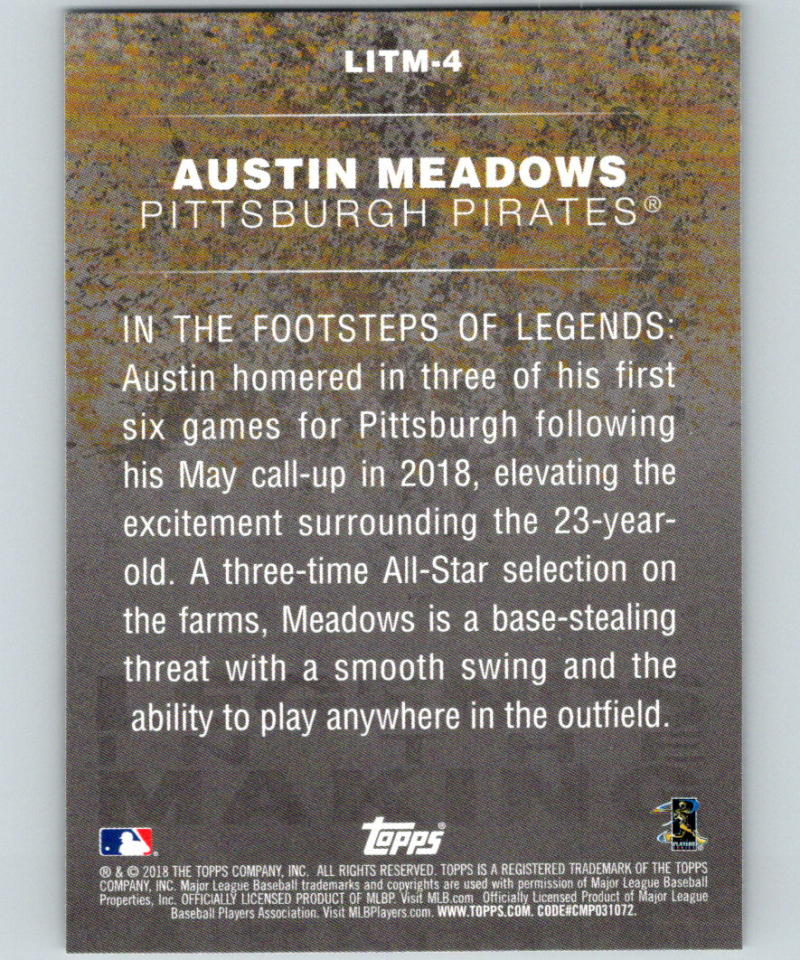 LITM-4
AUSTIN MEADOWS
PITTSBURGH PIRATES®
IN THE FOOTSTEPS OF LEGENDS:
Austin homered in three of his first
six games for Pittsburgh following
his May call-up in 2018, elevating the
excitement surrounding the 23-year-
old. A three-time All-Star selection on
the farms, Meadows is a base-stealing
threat with a smooth swing and the
ability to play anywhere in the outfield.
LEGENDS
IN THE
MAKING
Topps®
PLAYERS
® & © 2018 THE TOPPS COMPANY, INC. ALL RIGHTS RESERVED. TOPPS IS A REGISTERED TRADEMARK OF THE TOPPS
COMPANY, INC. Major League Baseball trademarks and copyrights are used with permission of Major League Baseball
Properties, Inc. OFFICIALLY LICENSED PRODUCT OF MLBP. Visit MLB.com Officially Licensed Product of Major League
Baseball Players Association. Visit MLBPlayers.com. WWW.TOPPS.COM. CODE#CMP031072.